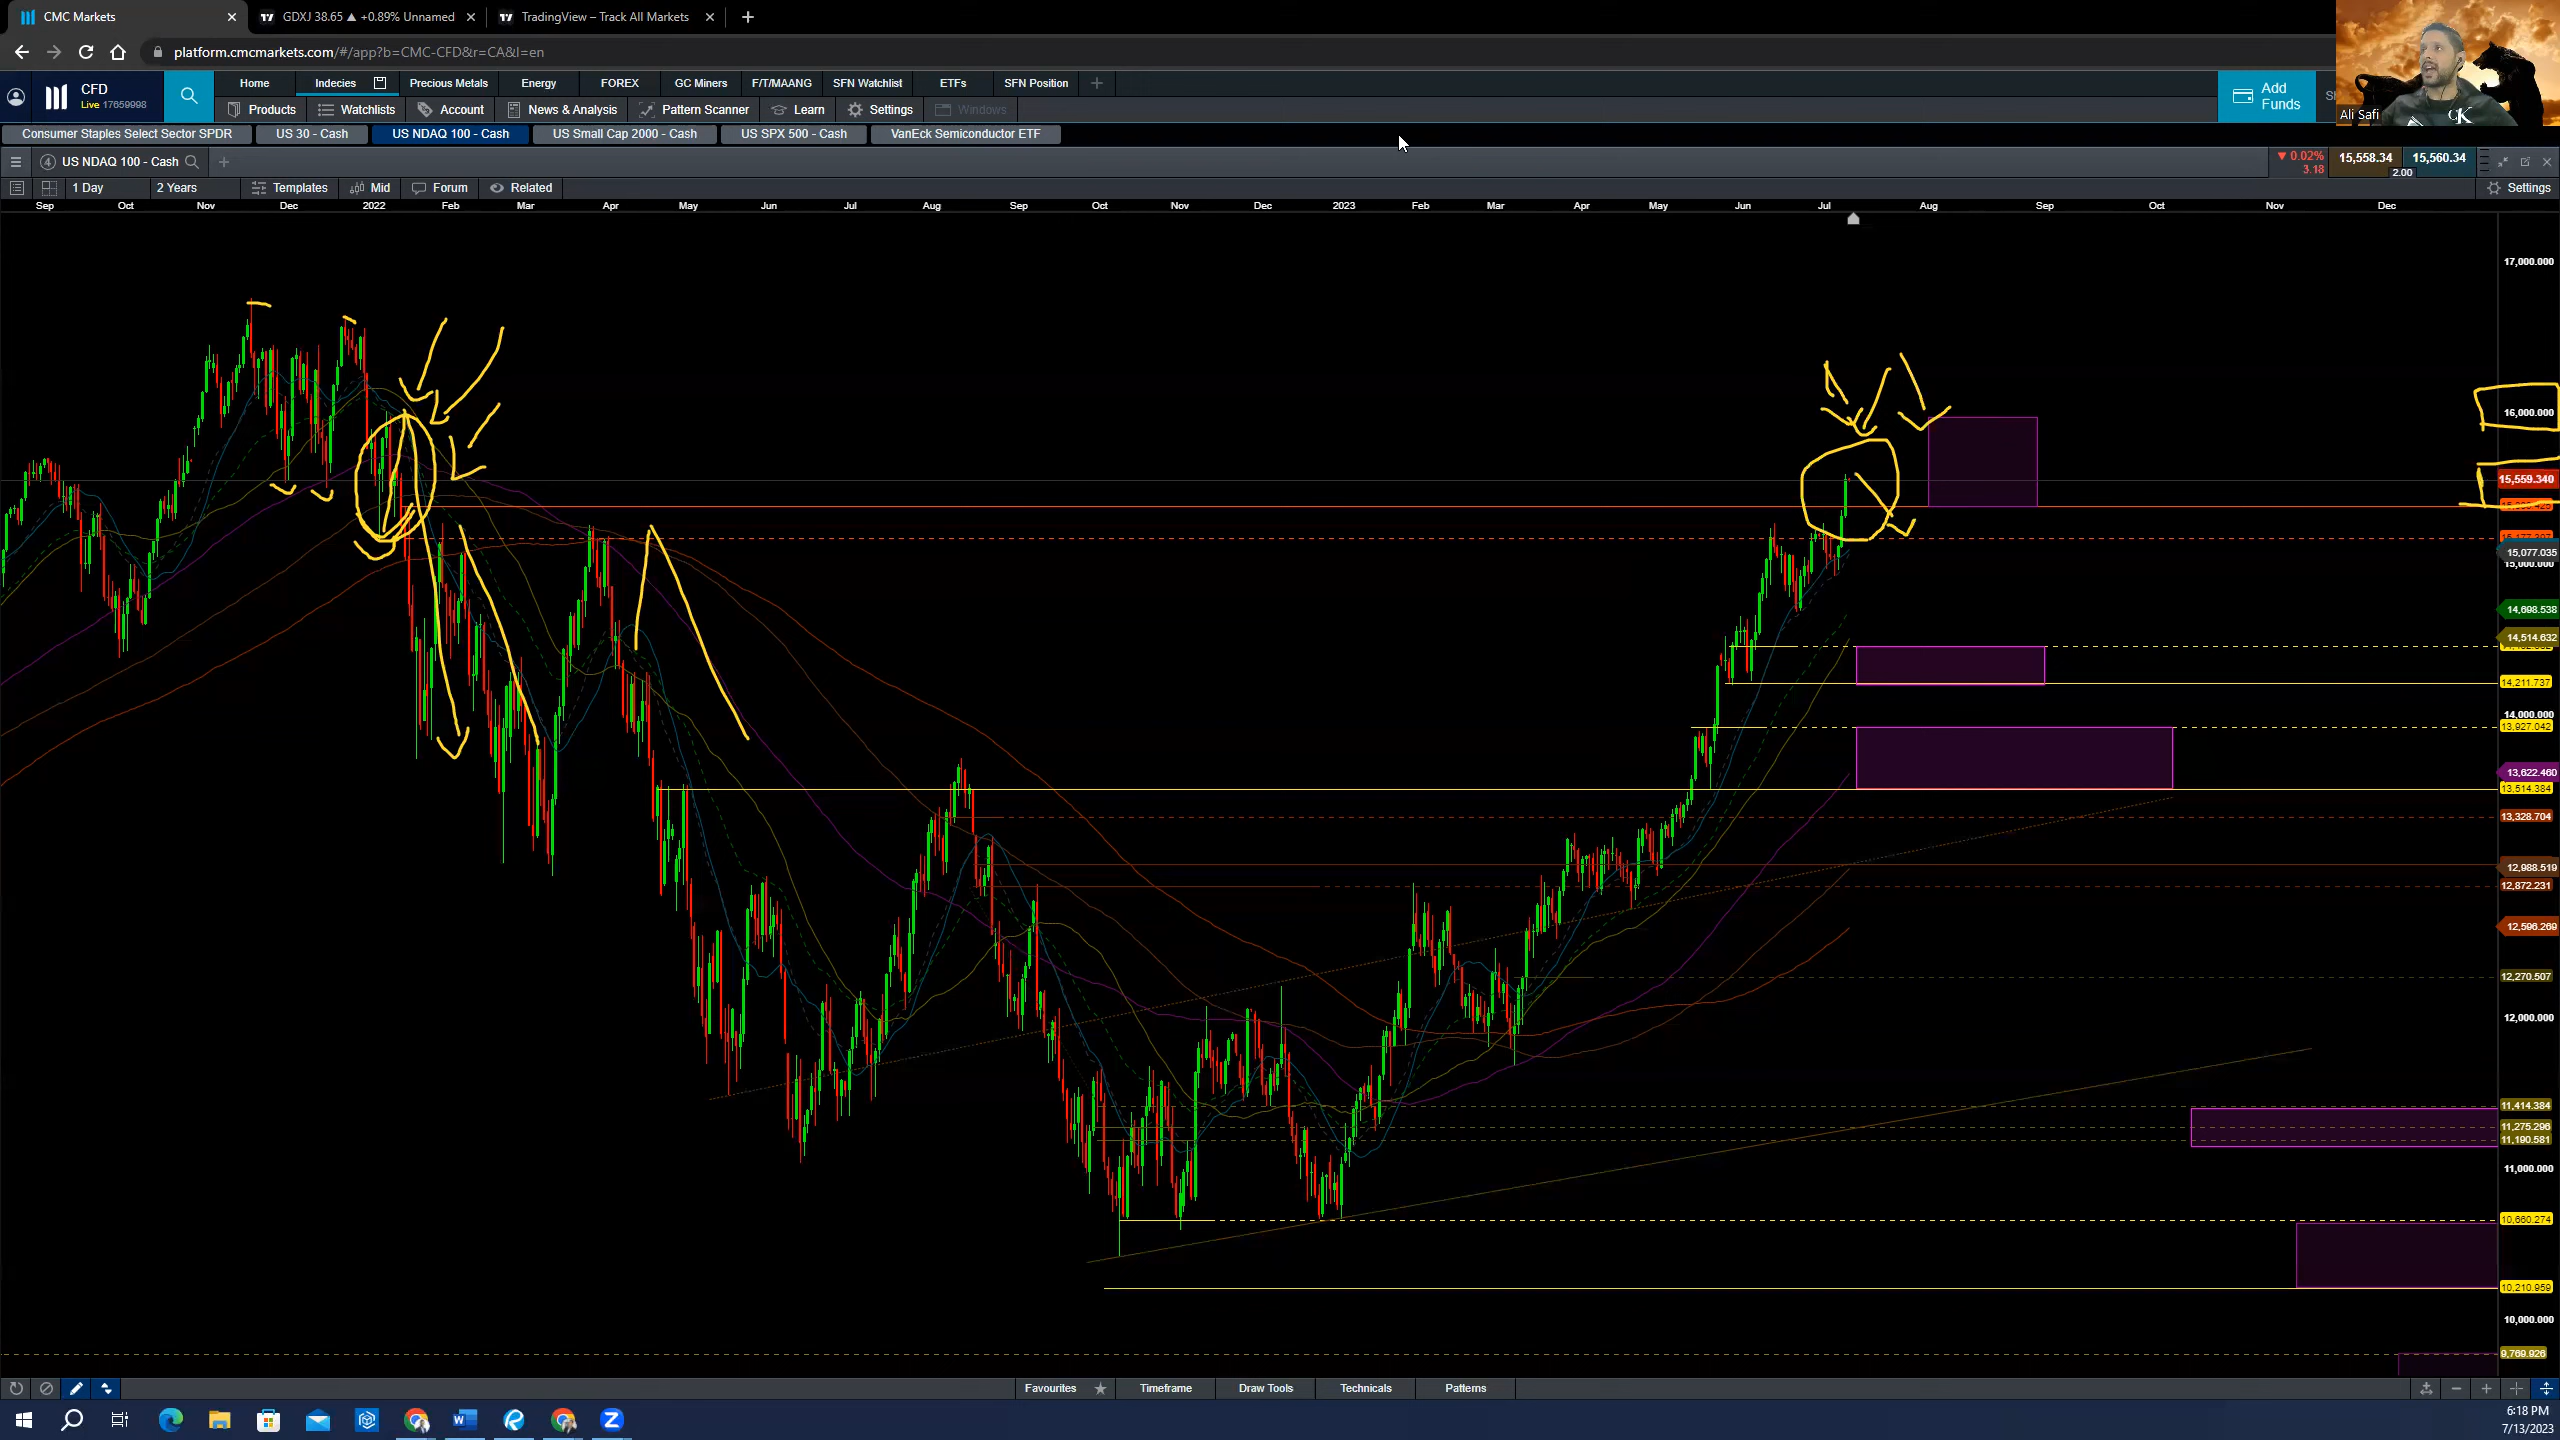 CMC Markets
GDXJ 38.65 ▲ +0.89% Unnamed
TradingView – Track All Markets
platform.cmcmarkets.com/#/app?b=CMC-CFD&r=CA&l=en
CFD
Live 17659998
Home Indecies Precious Metals Energy FOREX GC Miners F/T/MAANG SFN Watchlist ETFs SFN Position
Products Watchlists Account News & Analysis Pattern Scanner Learn Settings Windows
Add
Funds
Ali Safi
CK
Consumer Staples Select Sector SPDR US 30 - Cash US NDAQ 100 - Cash US Small Cap 2000 - Cash US SPX 500 - Cash VanEck Semiconductor ETF
4 US NDAQ 100 - Cash
▼ 0.02%
3.18
15,558.34 15,560.34
2.00
1 Day 2 Years Templates Mid Forum Related Settings
Sep Oct Nov Dec 2022 Feb Mar Apr May Jun Jul Aug Sep Oct Nov Dec 2023 Feb Mar Apr May Jun Jul Aug Sep Oct Nov Dec
17,000.000
16,000.000
15,559.340
15,077.035
15,000.000
14,698.538
14,514.632
14,211.737
14,000.000
13,927.042
13,622.460
13,514.384
13,328.704
12,988.519
12,872.231
12,596.269
12,270.507
12,000.000
11,414.384
11,275.296
11,190.581
11,000.000
10,660.274
10,210.959
10,000.000
9,769.926
Favourites Timeframe Draw Tools Technicals Patterns
6:18 PM
7/13/2023